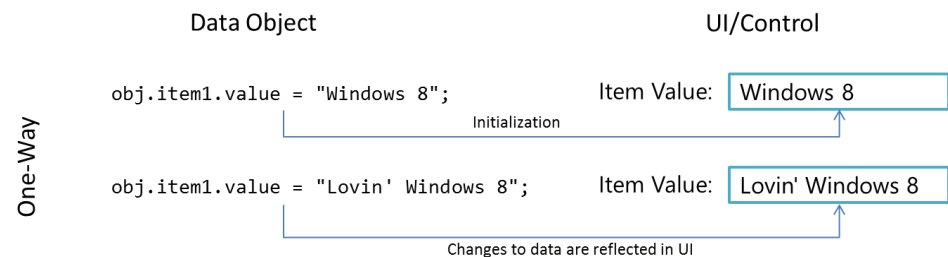 Data Object
UI/Control
obj.item1.value = "Windows 8";
Item Value:
Windows 8
Initialization
One-Way
obj.item1.value = "Lovin' Windows 8";
Item Value:
Lovin' Windows 8
Changes to data are reflected in UI